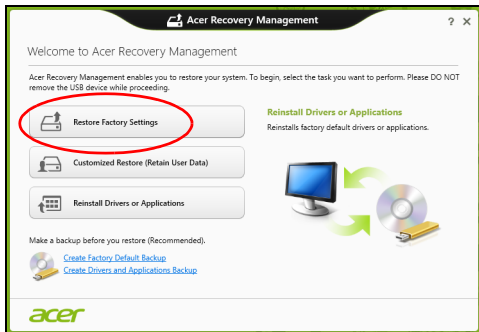 Acer Recovery Management
? X
Welcome to Acer Recovery Management
Acer Recovery Management enables you to restore your system. To begin, select the task you want to perform. Please DO NOT
remove the USB device while proceeding.
Restore Factory Settings
Customized Restore (Retain User Data)
Reinstall Drivers or Applications
Reinstall Drivers or Applications
Reinstalls factory default drivers or applications.
Make a backup before you restore (Recommended).
Create Factory Default Backup
Create Drivers and Applications Backup
acer